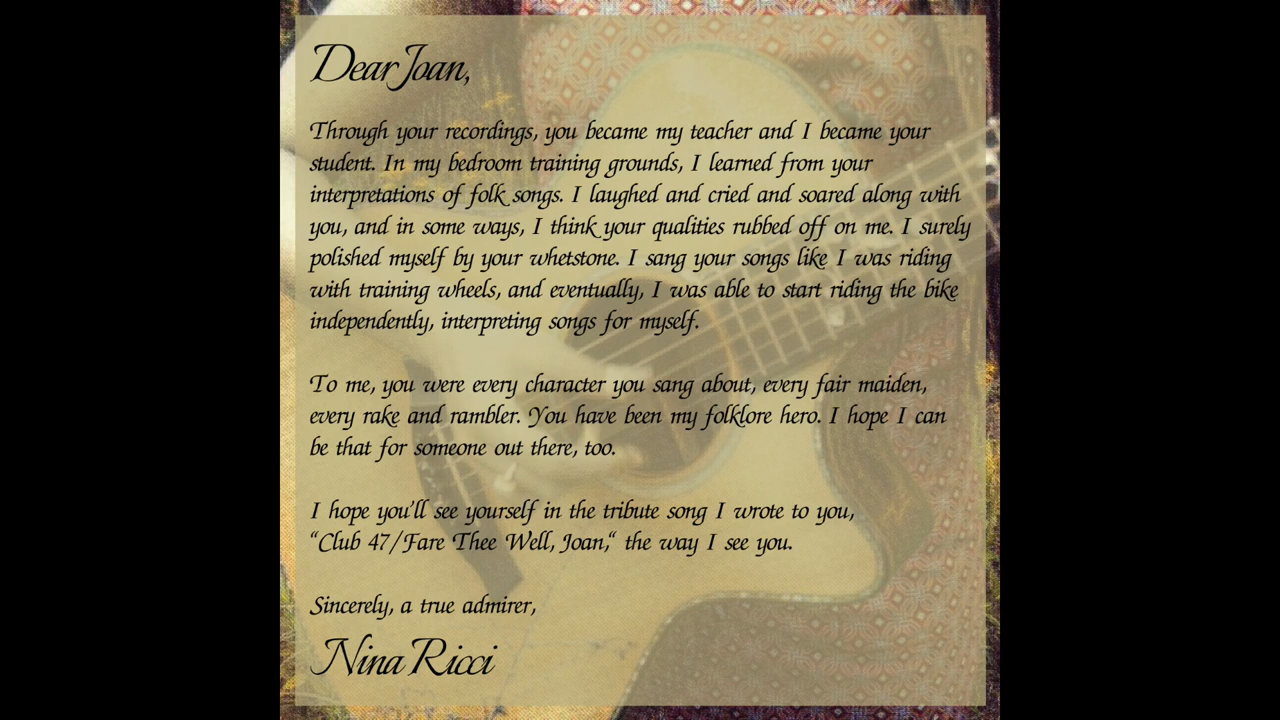 Dear Joan,
Through your recordings, you became my teacher and I became your
student. In my bedroom training grounds, I learned from your
interpretations of folk songs. I laughed and cried and soared along with
you, and in some ways, I think your qualities rubbed off on me. I surely
polished myself by your whetstone. I sang your songs like I was riding
with training wheels, and eventually, I was able to start riding the bike
independently, interpreting songs for myself.
To me, you were every character you sang about, every fair maiden,
every rake and rambler. You have been my folklore hero. I hope I can
be that for someone out there, too.
I hope you'll see yourself in the tribute song I wrote to you,
“Club 47/Fare Thee Well, Joan,“ the way I see you.
Sincerely, a true admirer,
Nina Ricci